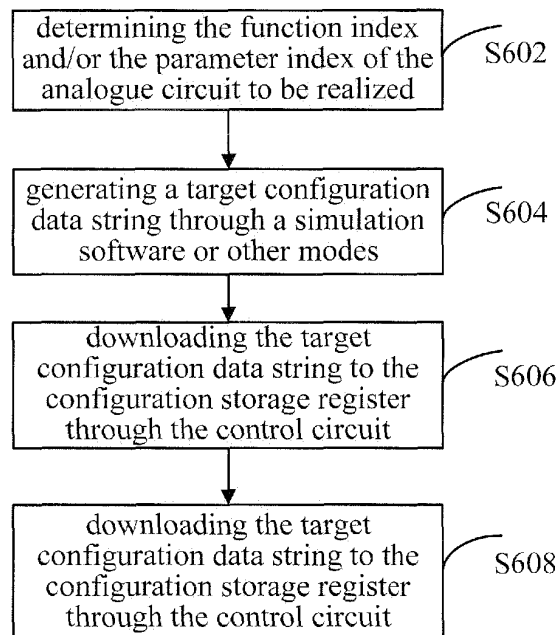 determining the function index
and/or the parameter index of the
analogue circuit to be realized
S602
generating a target configuration
data string through a simulation
software or other modes
S604
downloading the target
configuration data string to the
configuration storage register
through the control circuit
S606
downloading the target
configuration data string to the
configuration storage register
through the control circuit
S608